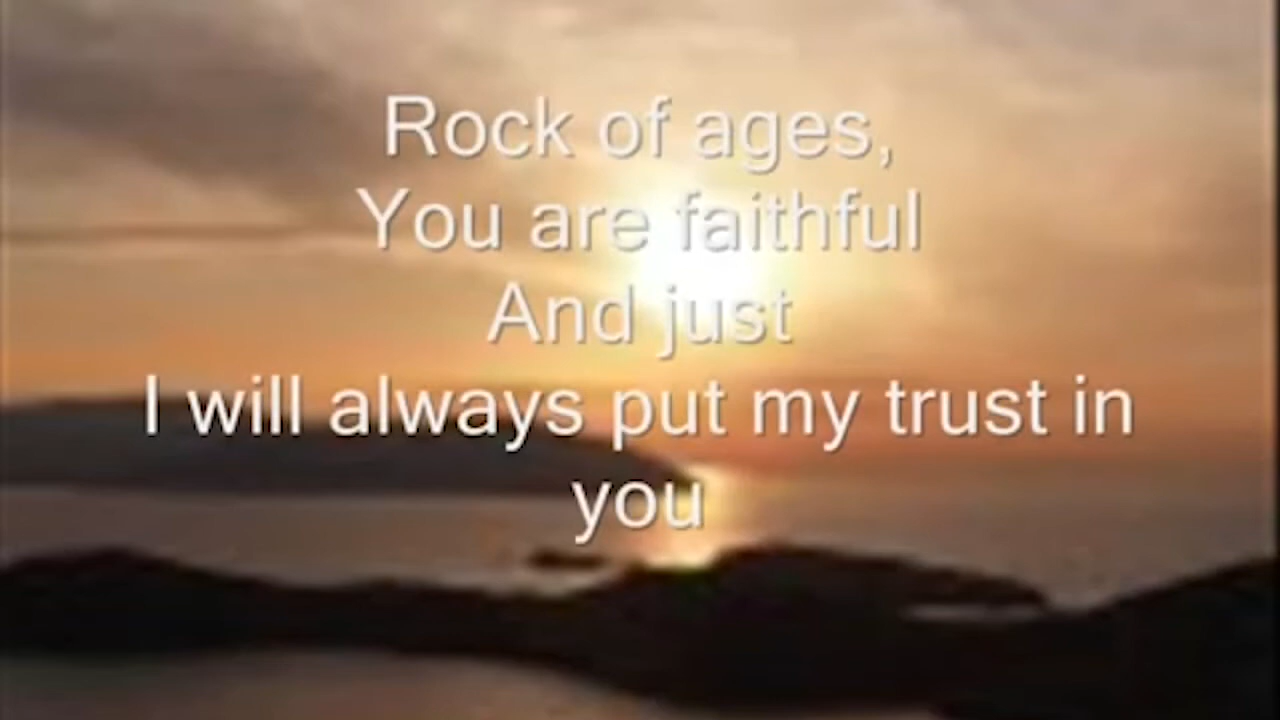 Rock of ages,
You are faithful
And just
I will always put my trust in
you